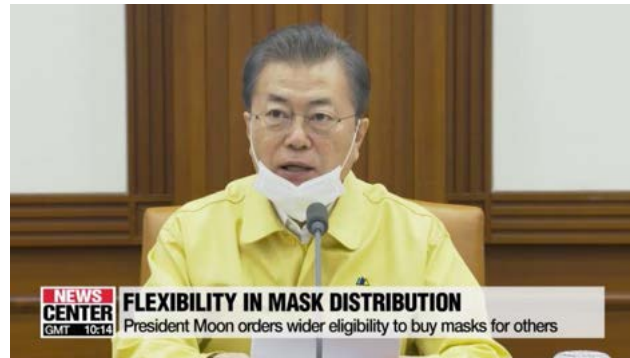 NEWS
CENTER
GMT 10:14
FLEXIBILITY IN MASK DISTRIBUTION
President Moon orders wider eligibility to buy masks for others